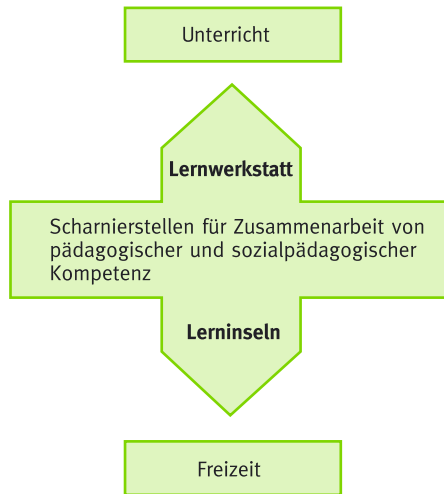 Unterricht
Lernwerkstatt
Scharnierstellen für Zusammenarbeit von
pädagogischer und sozialpädagogischer
Kompetenz
Lerninseln
Freizeit